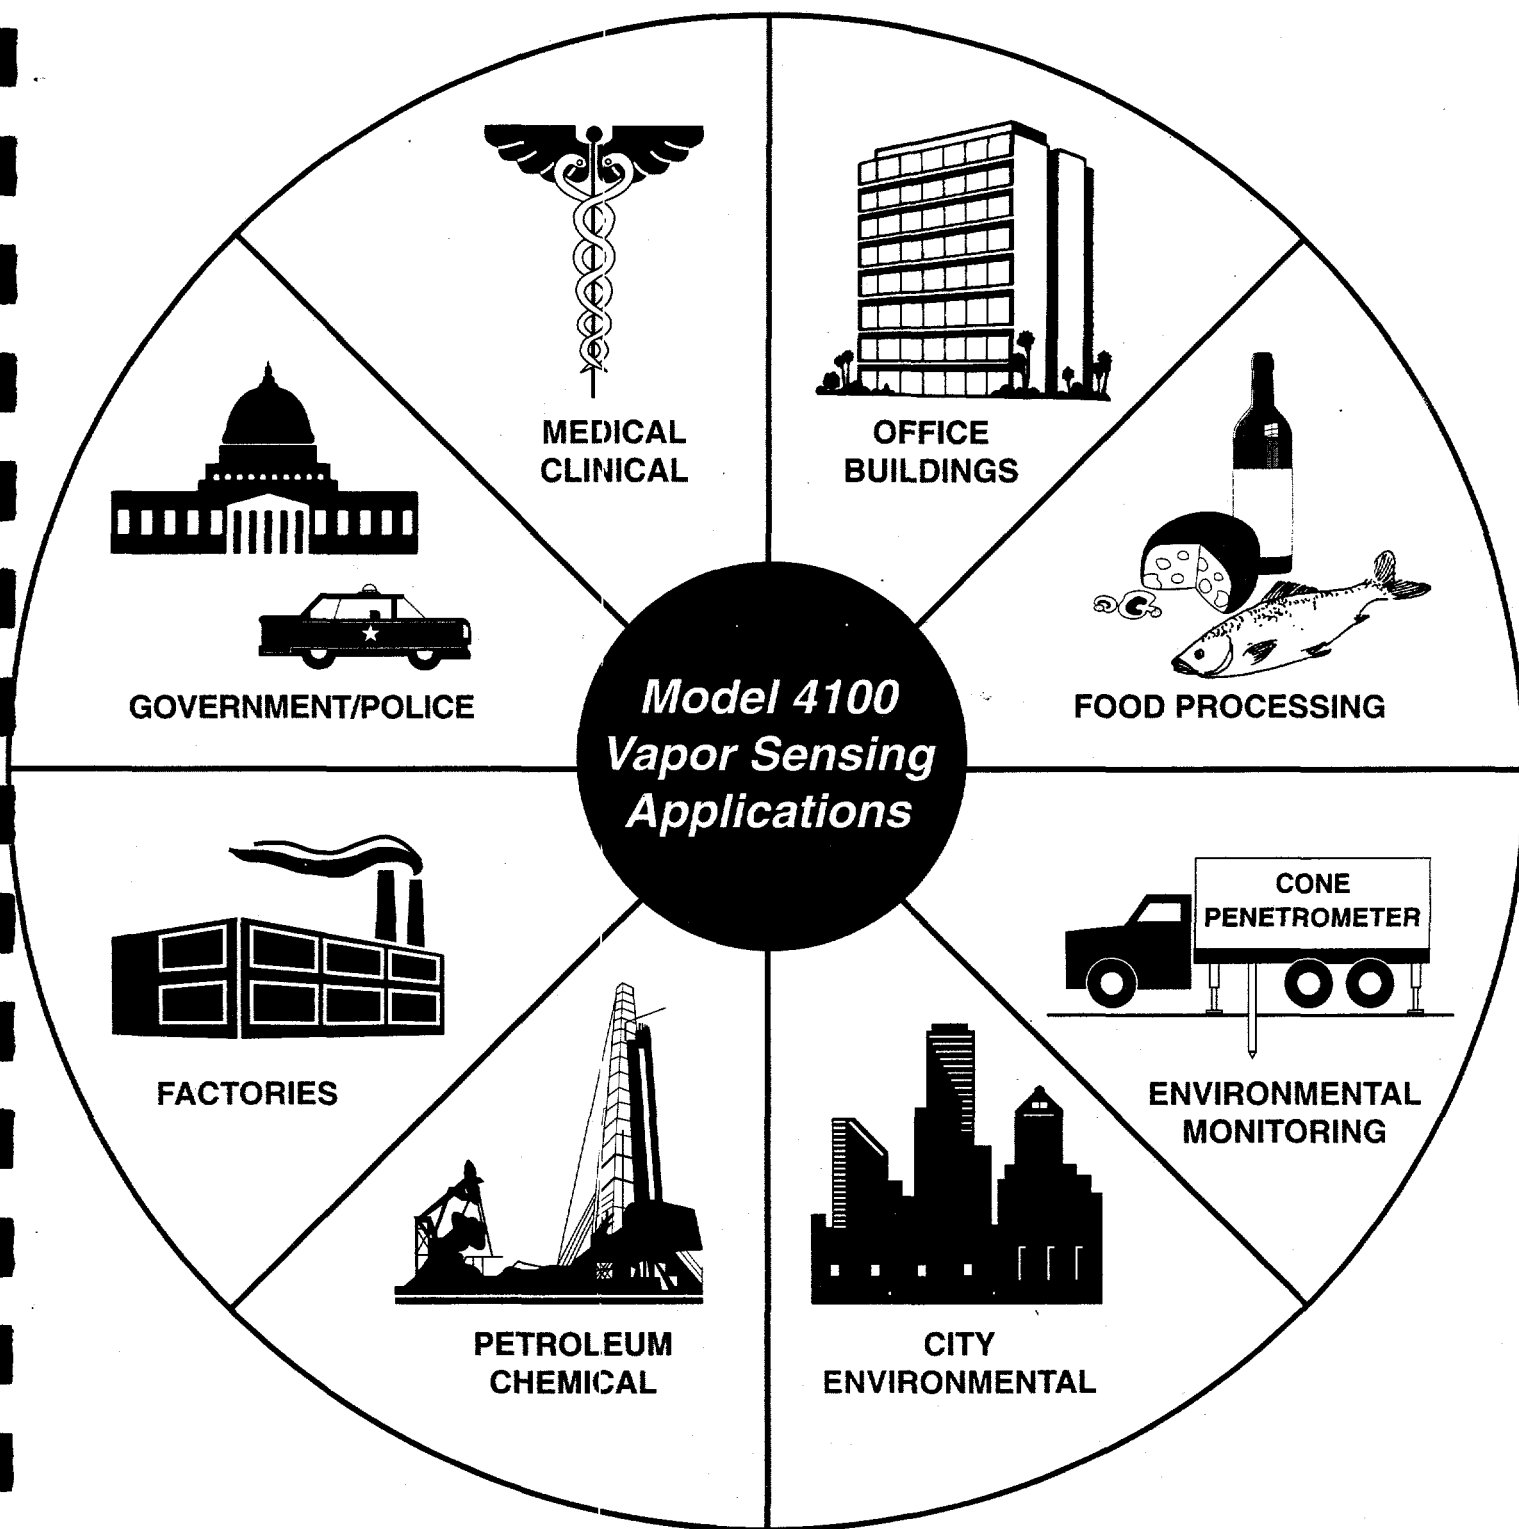 MEDICAL
CLINICAL
OFFICE
BUILDINGS
GOVERNMENT/POLICE
FOOD PROCESSING
Model 4100
Vapor Sensing
Applications
FACTORIES
CONE
PENETROMETER
ENVIRONMENTAL
MONITORING
PETROLEUM
CHEMICAL
CITY
ENVIRONMENTAL